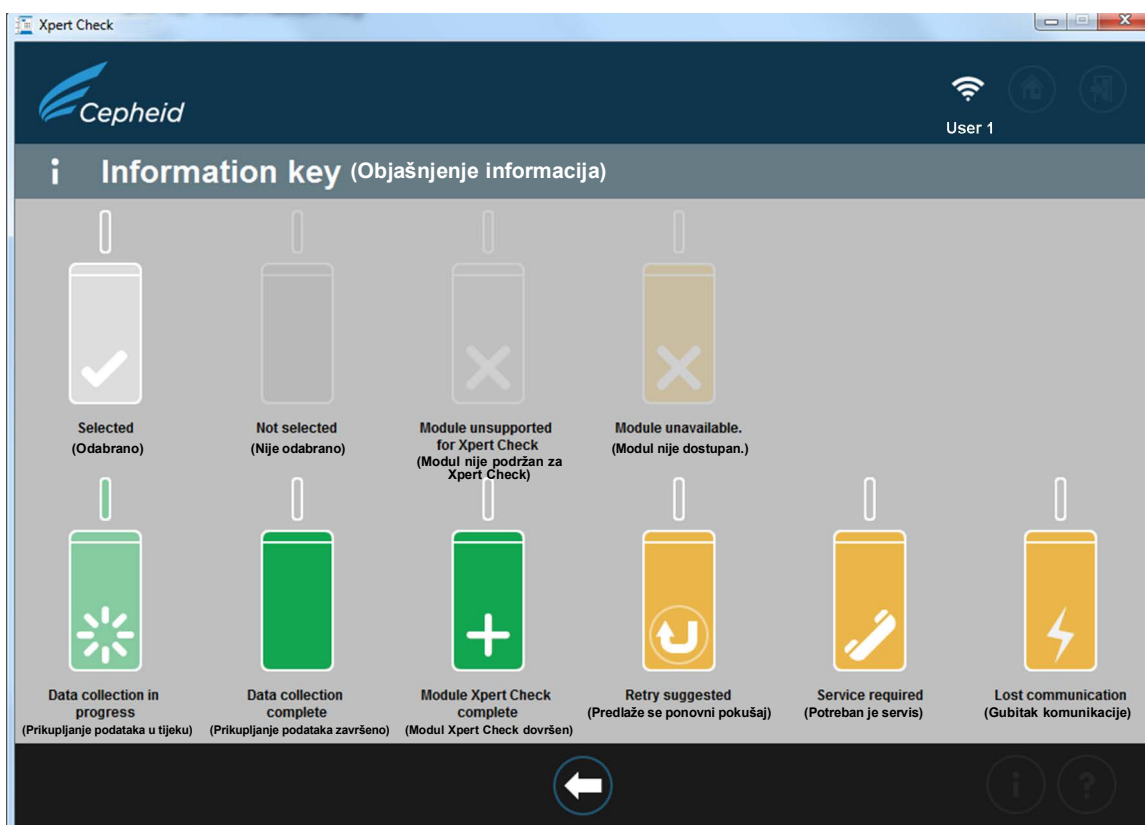 Xpert Check
Cepheid
User 1
i Information key (Objašnjenje informacija)
Selected
(Odabrano)
Not selected
(Nije odabrano)
Module unsupported
for Xpert Check
(Modul nije podržan za
Xpert Check)
Module unavailable.
(Modul nije dostupan.)
Data collection in
progress
(Prikupljanje podataka u tijeku)
Data collection
complete
(Prikupljanje podataka završeno)
Module Xpert Check
complete
(Modul Xpert Check dovršen)
Retry suggested
(Predlaže se ponovni pokušaj)
Service required
(Potreban je servis)
Lost communication
(Gubitak komunikacije)
i ?